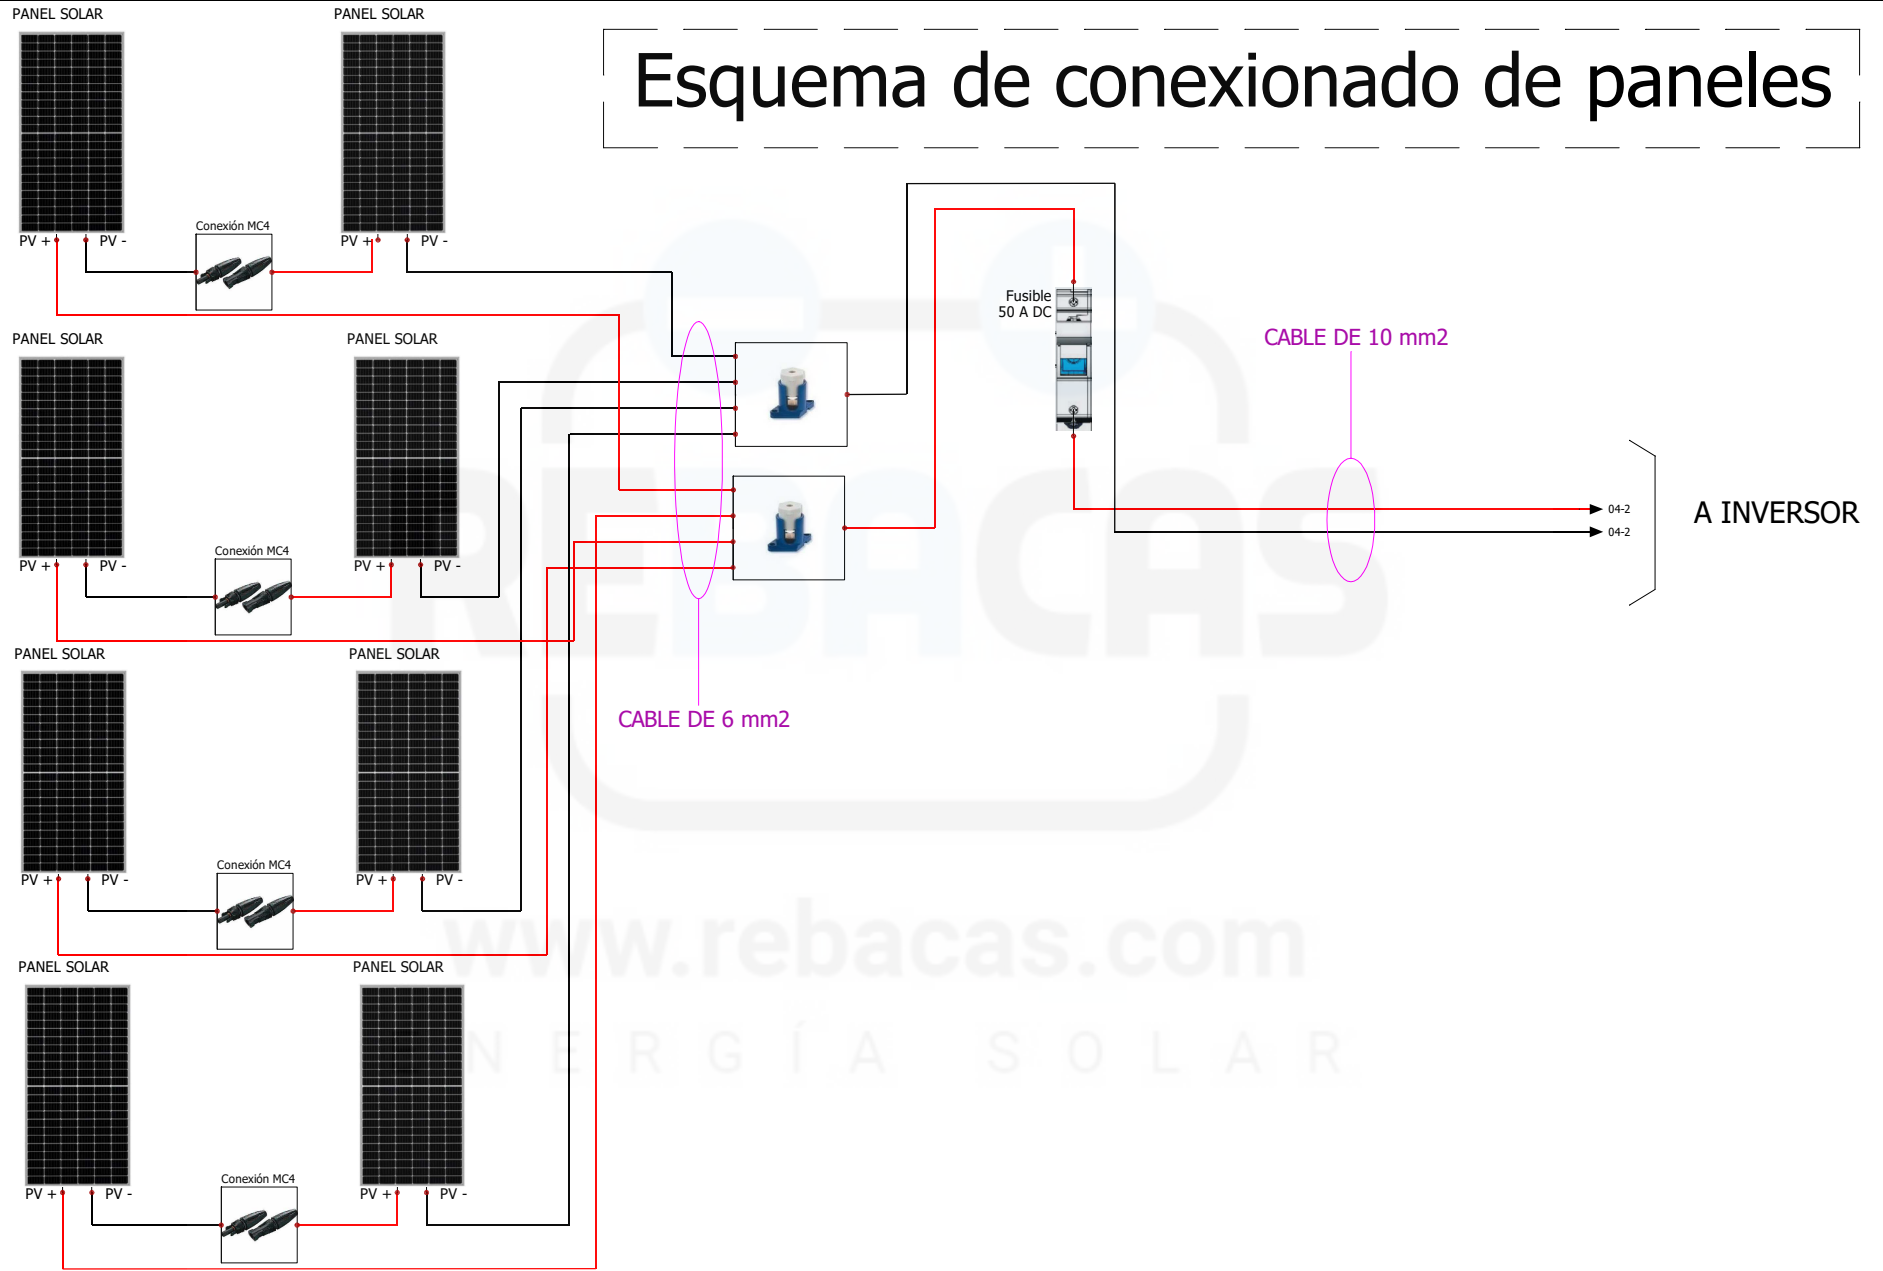 PANEL SOLAR
PANEL SOLAR
Esquema de conexionado de paneles
Conexión MC4
PV +
PV -
PV +
PV -
Fusible
50 A DC
CABLE DE 10 mm2
PANEL SOLAR
PANEL SOLAR
Conexión MC4
PV +
PV -
PV +
PV -
04-2
04-2
A INVERSOR
REBACAS
PANEL SOLAR
PANEL SOLAR
CABLE DE 6 mm2
Conexión MC4
PV +
PV -
PV +
PV -
www.rebacas.com
PANEL SOLAR
PANEL SOLAR
ENERGÍA SOLAR
Conexión MC4
PV +
PV -
PV +
PV -